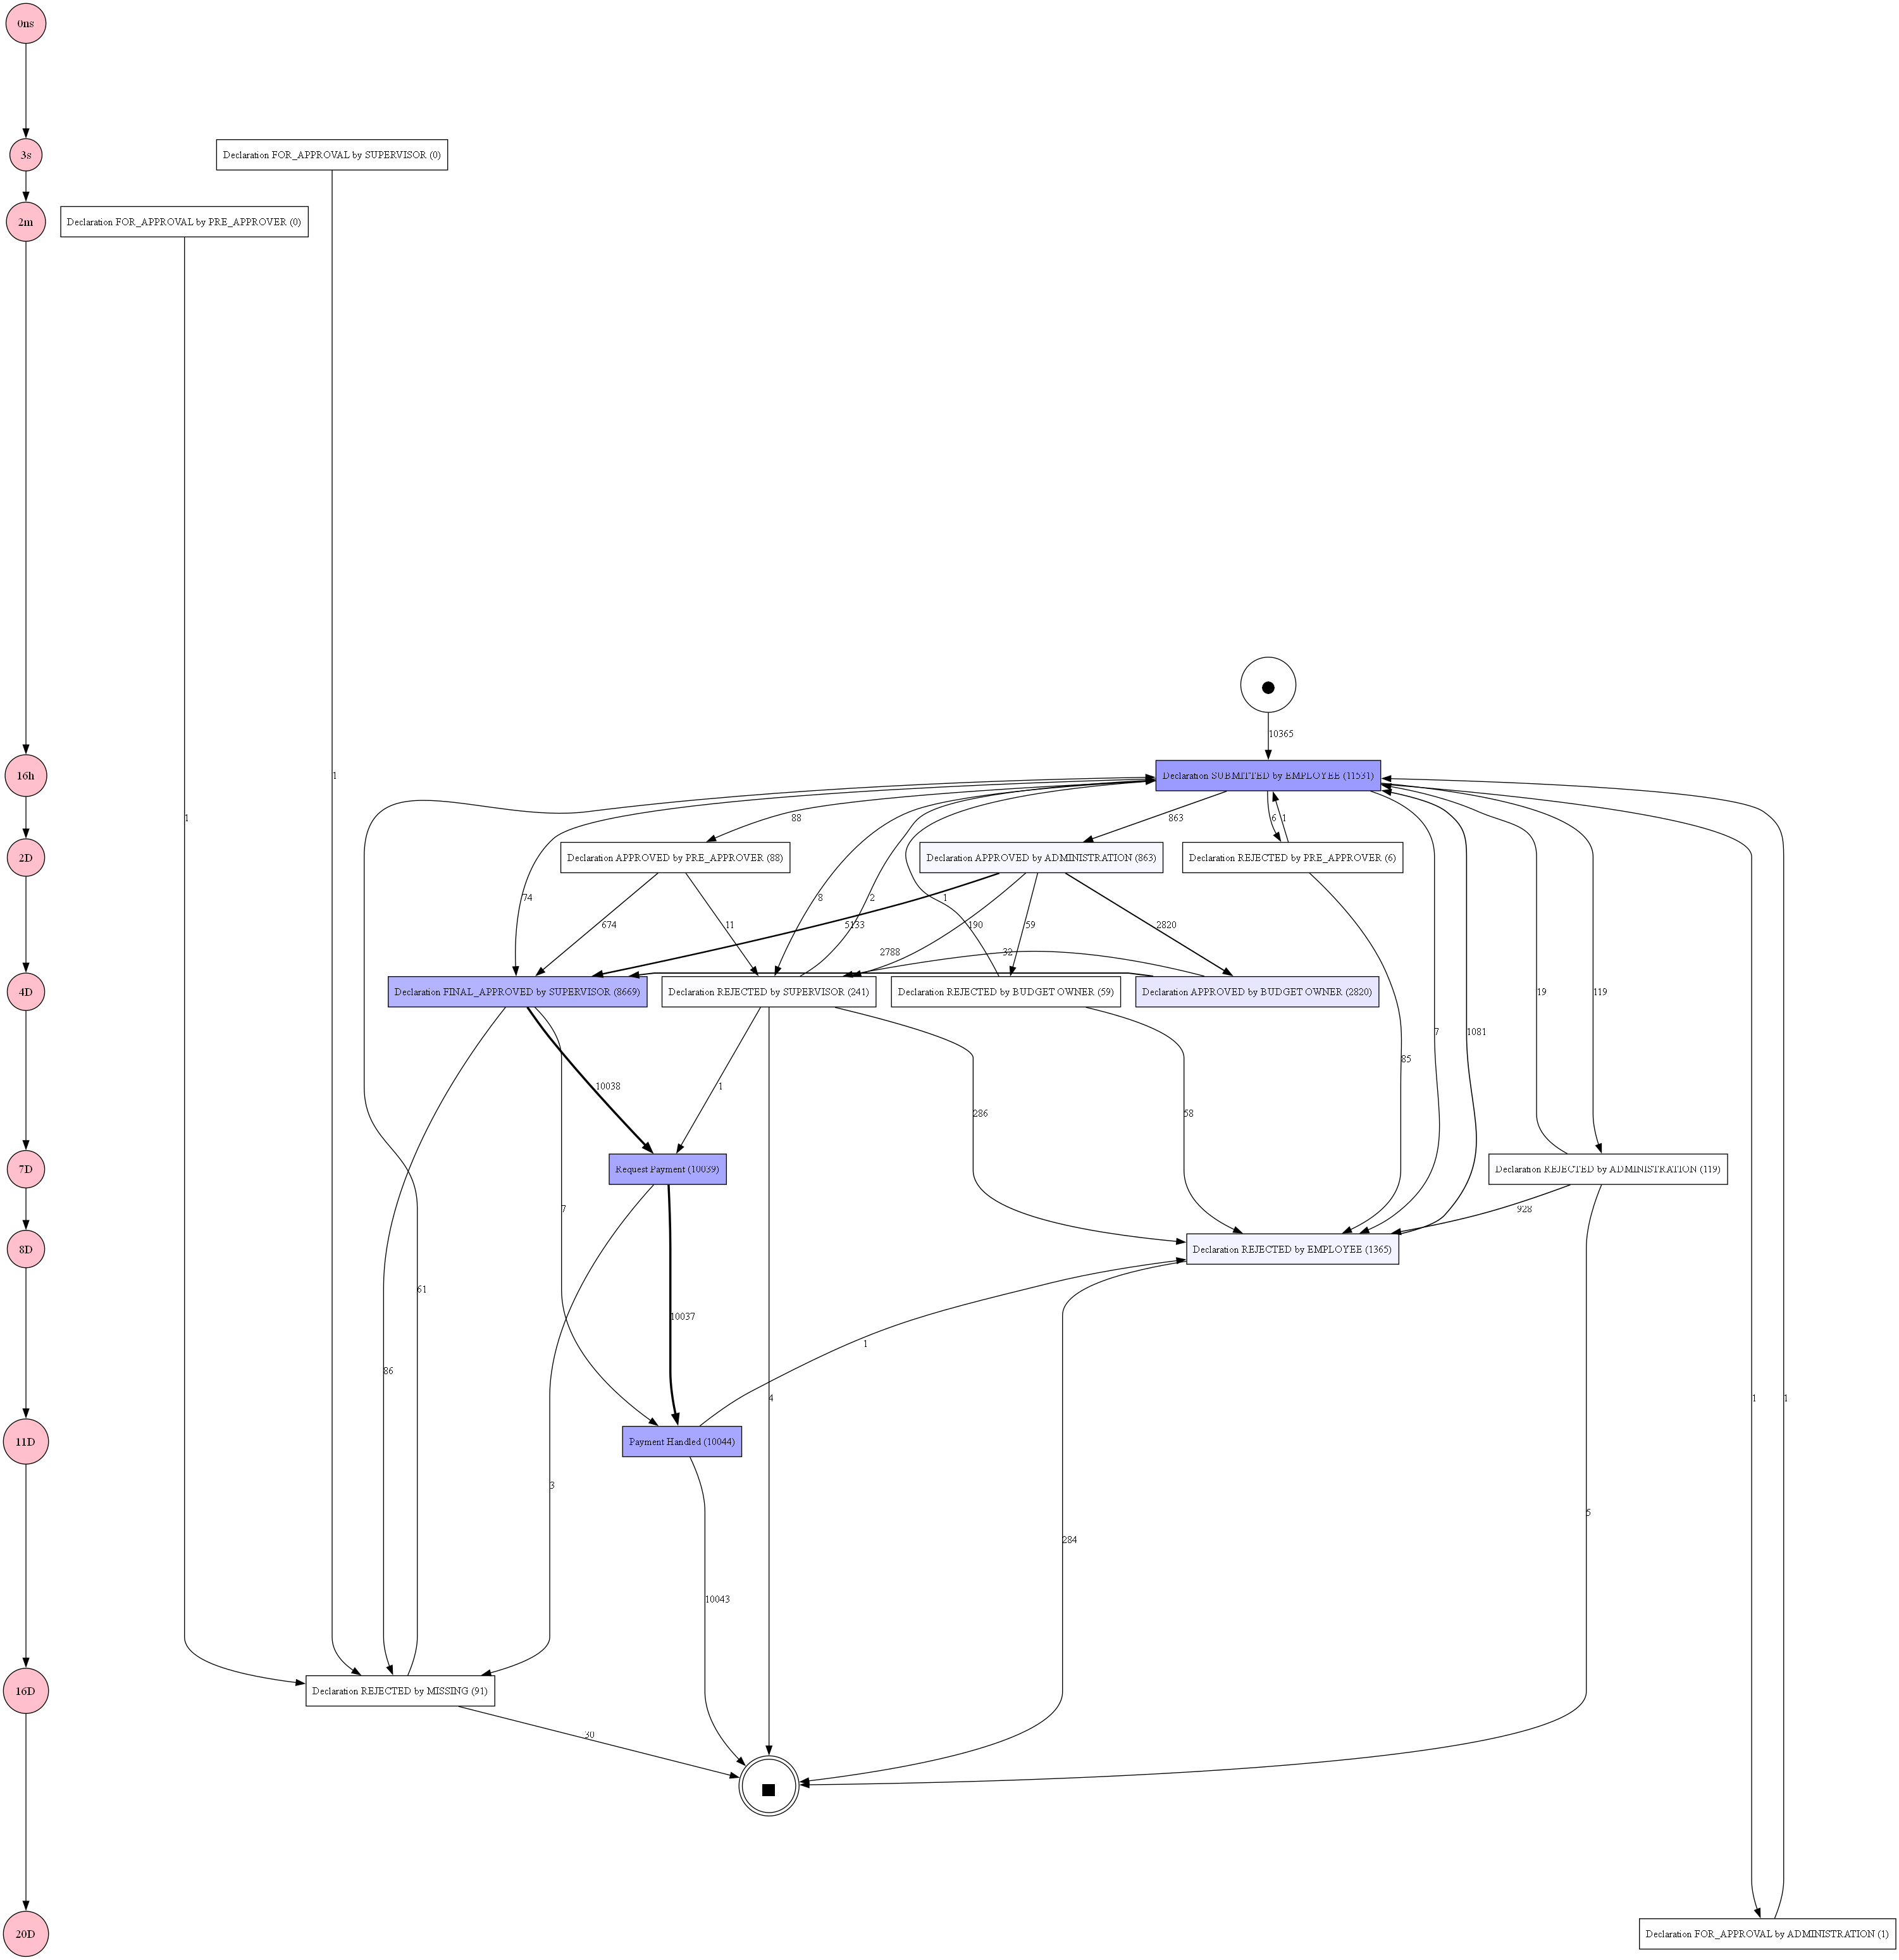 0ns
3s
Declaration FOR_APPROVAL by SUPERVISOR (0)
2m
Declaration FOR_APPROVAL by PRE_APPROVER (0)
10365
16h
1
Declaration SUBMITTED by EMPLOYEE (11531)
1
88
863
6
1
2D
Declaration APPROVED by PRE_APPROVER (88)
Declaration APPROVED by ADMINISTRATION (863)
Declaration REJECTED by PRE_APPROVER (6)
74
8
2
1
674
11
5133
190
59
2820
2788
32
4D
Declaration FINAL_APPROVED by SUPERVISOR (8669)
Declaration REJECTED by SUPERVISOR (241)
Declaration REJECTED by BUDGET OWNER (59)
Declaration APPROVED by BUDGET OWNER (2820)
19
119
7
1081
85
10038
1
286
58
7D
Request Payment (10039)
Declaration REJECTED by ADMINISTRATION (119)
7
928
8D
Declaration REJECTED by EMPLOYEE (1365)
61
10037
1
86
4
1
1
11D
Payment Handled (10044)
3
5
284
10043
16D
Declaration REJECTED by MISSING (91)
30
20D
Declaration FOR_APPROVAL by ADMINISTRATION (1)